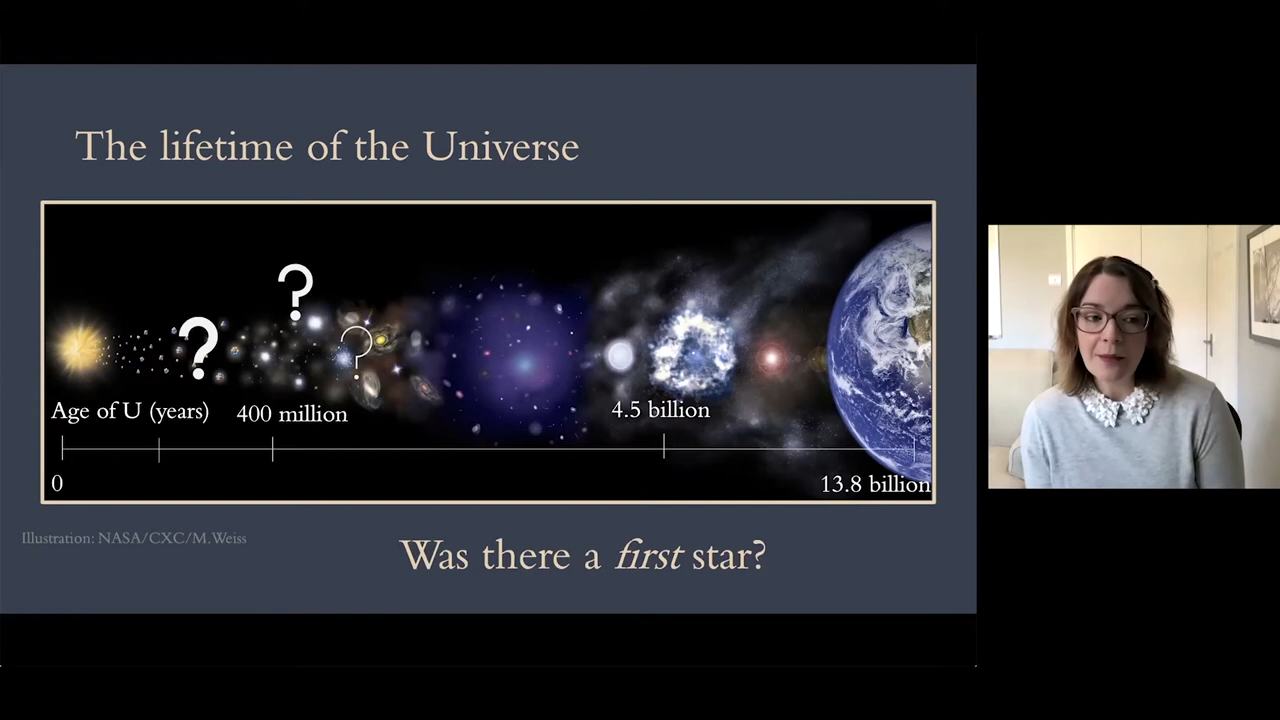 The lifetime of the Universe
?
?
?
Age of U (years)
400 million
4.5 billion
0
13.8 billion
Illustration: NASA/CXC/M.Weiss
Was there a first star?